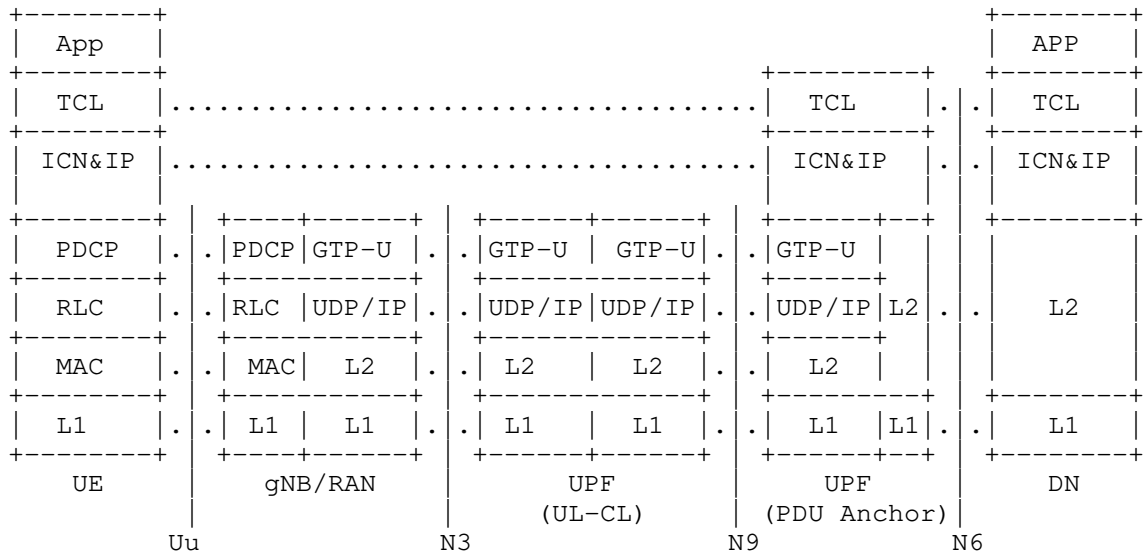 App APP
TCL TCL TCL
ICN&IP ICN&IP ICN&IP
PDCP PDCP GTP-U GTP-U GTP-U GTP-U
RLC RLC UDP/IP UDP/IP UDP/IP UDP/IP L2 L2
MAC MAC L2 L2 L2 L2
L1 L1 L1 L1 L1 L1 L1 L1
UE gNB/RAN UPF UPF DN
(UL-CL) (PDU Anchor)
Uu N3 N9 N6